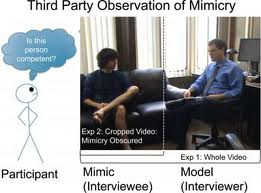 Third Party Observation of Mimicry
Is this
person
competent?
Exp 2: Cropped Video:
Mimicry Obscured
Exp 1: Whole Video
Participant
Mimic
(Interviewee)
Model
(Interviewer)